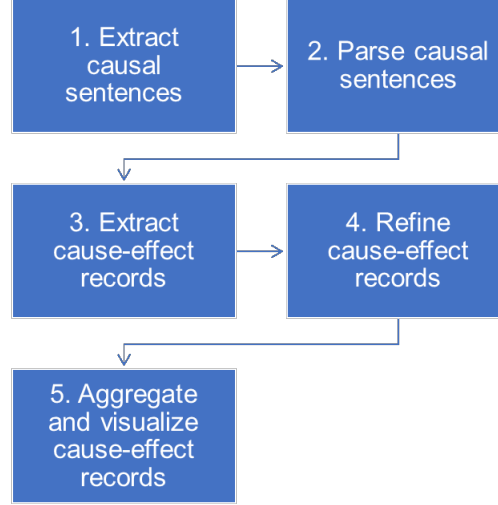 1. Extract
causal
sentences
2. Parse causal
sentences
3. Extract
cause-effect
records
4. Refine
cause-effect
records
5. Aggregate
and visualize
cause-effect
records